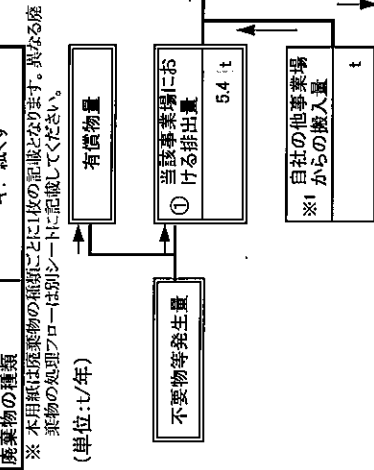 廃棄物の種類
キ．紙くず
※ 本用紙は廃棄物の種類ごとに1枚の記載となります。異なる廃
棄物の処理フローは別シートに記載してください。
(単位:t/年)
有償物量
不要物等発生量
① 当該事業場にお
ける排出量
5.4 t
※1 自社の他事業場
からの搬入量
t